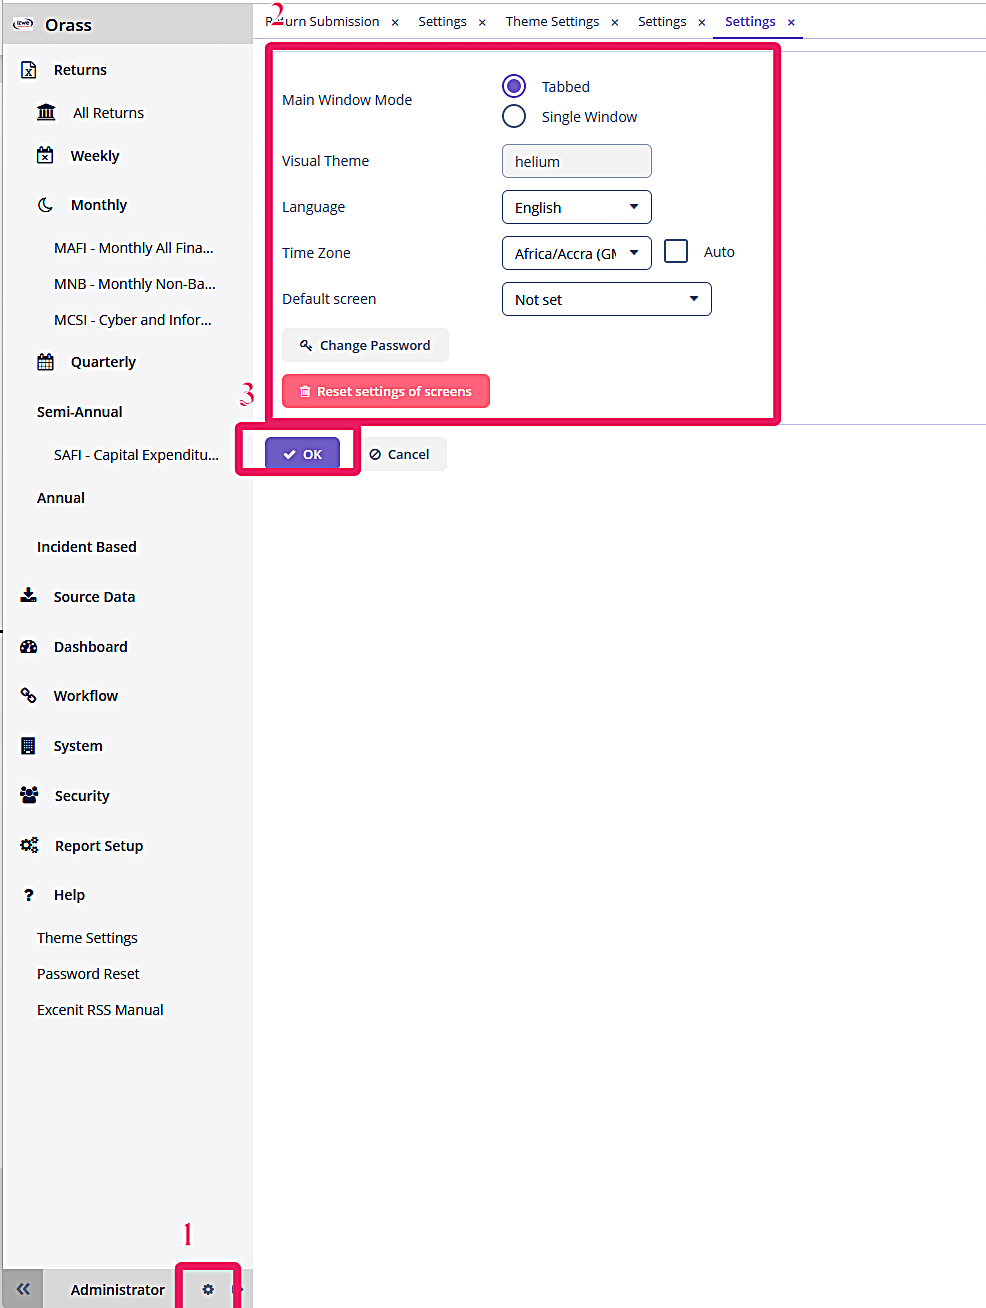 izwe Orass
Return Submission × Settings × Theme Settings × Settings × Settings ×
2
Returns
All Returns
Weekly
Monthly
MAFI - Monthly All Fina...
MNB - Monthly Non-Ba...
MCSI - Cyber and Infor...
Quarterly
Semi-Annual
SAFI - Capital Expenditu...
Annual
Incident Based
Source Data
Dashboard
Workflow
System
Security
Report Setup
? Help
Theme Settings
Password Reset
Excenit RSS Manual
1
Administrator
Main Window Mode
Tabbed
Single Window
Visual Theme helium
Language English
Time Zone Africa/Accra (GM Auto
Default screen Not set
Change Password
Reset settings of screens
3
OK Cancel